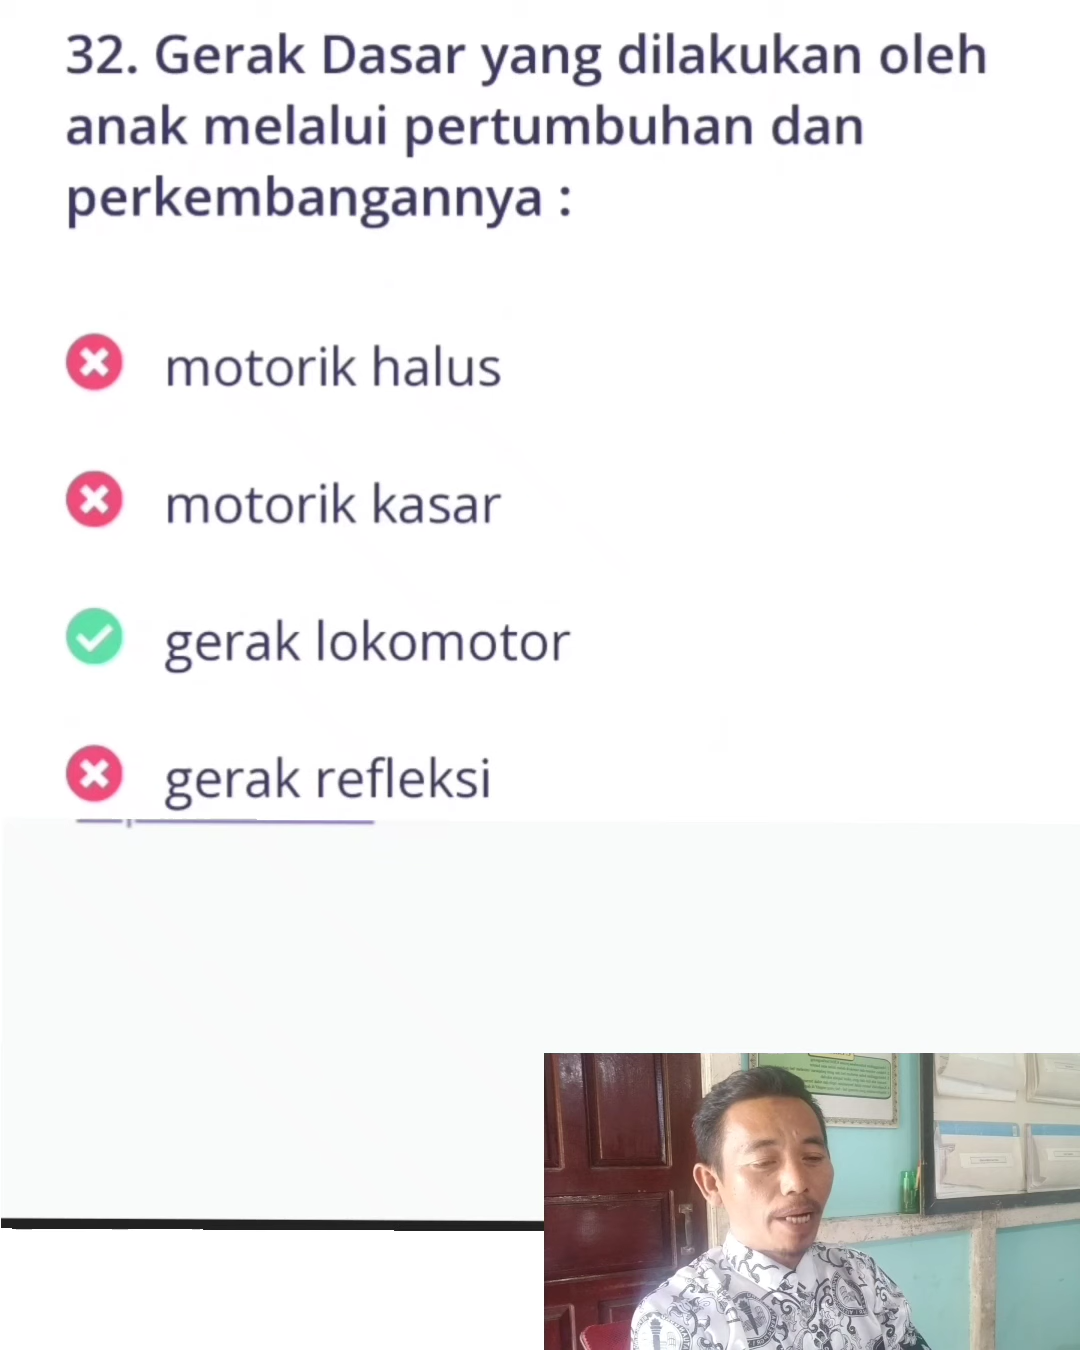 32. Gerak Dasar yang dilakukan oleh
anak melalui pertumbuhan dan
perkembangannya :
motorik halus
motorik kasar
gerak lokomotor
gerak refleksi